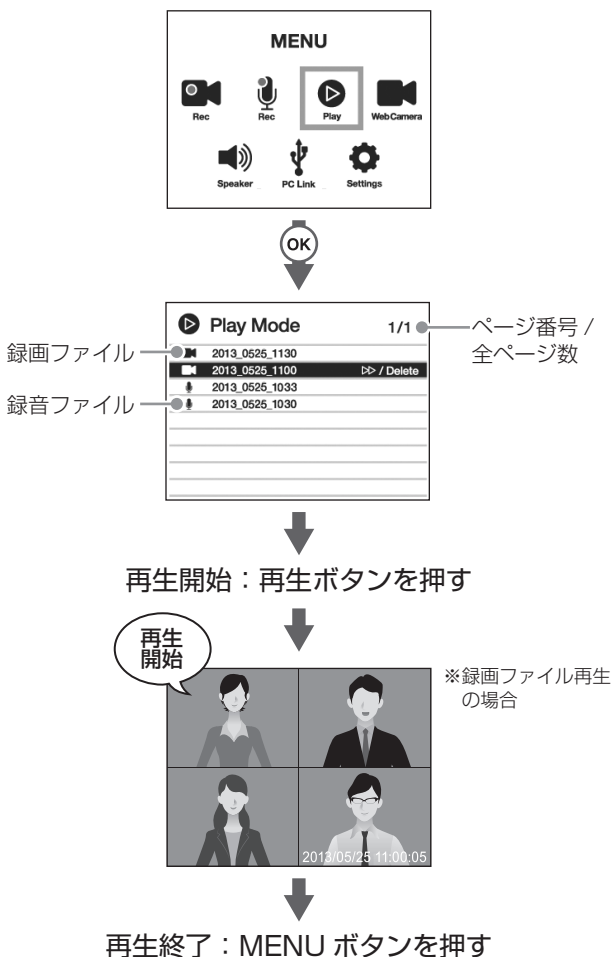 MENU
Rec
Rec
Play
WebCamera
Speaker
PC Link
Settings
OK
Play Mode
1/1
ページ番号 /
全ページ数
録画ファイル
2013_0525_1130
2013_0525_1100
/ Delete
2013_0525_1033
録音ファイル
2013_0525_1030
再生開始：再生ボタンを押す
再生
開始
※録画ファイル再生
の場合
2013/05/25 11:00:05
再生終了：MENU ボタンを押す